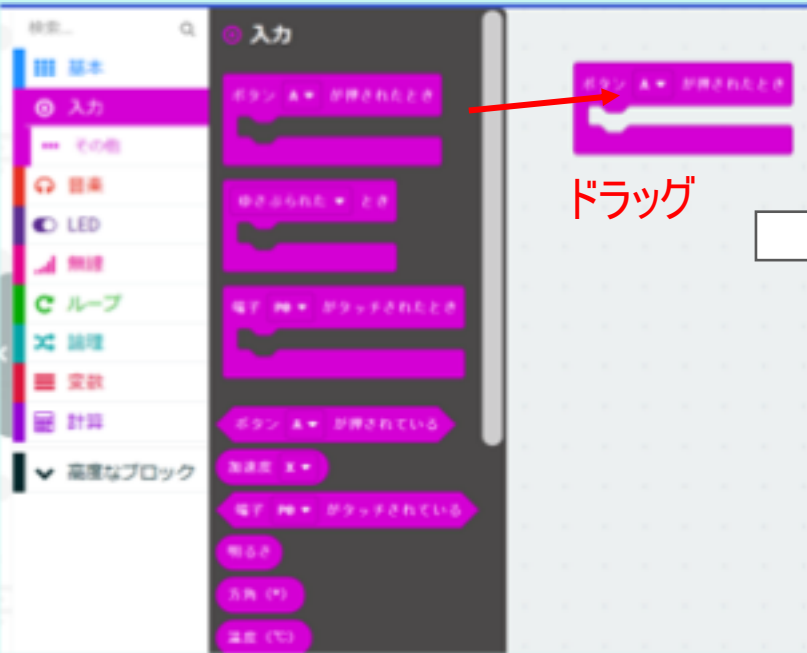 検索...
基本
入力
その他
音楽
LED
無線
ループ
論理
変数
計算
高度なブロック
入力
ボタン A が押されたとき
ゆさぶられた とき
端子 P0 がタッチされたとき
ボタン A が押されている
加速度 X
端子 P0 がタッチされている
明るさ
方角 (°)
温度 (℃)
ボタン A が押されたとき
ドラッグ